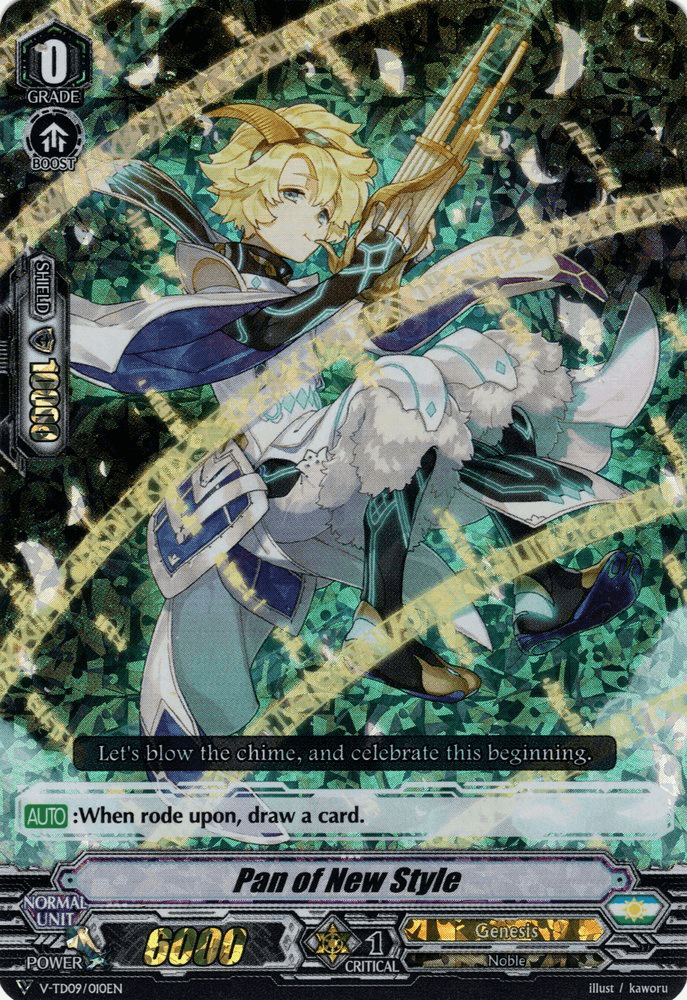 0
GRADE
BOOST
SHIELD
10000
Let's blow the chime, and celebrate this beginning.
AUTO :When rode upon, draw a card.
Pan of New Style
NORMAL
UNIT
POWER
6000
1
CRITICAL
Genesis
Noble
V-TD09/010EN
illust / kaworu